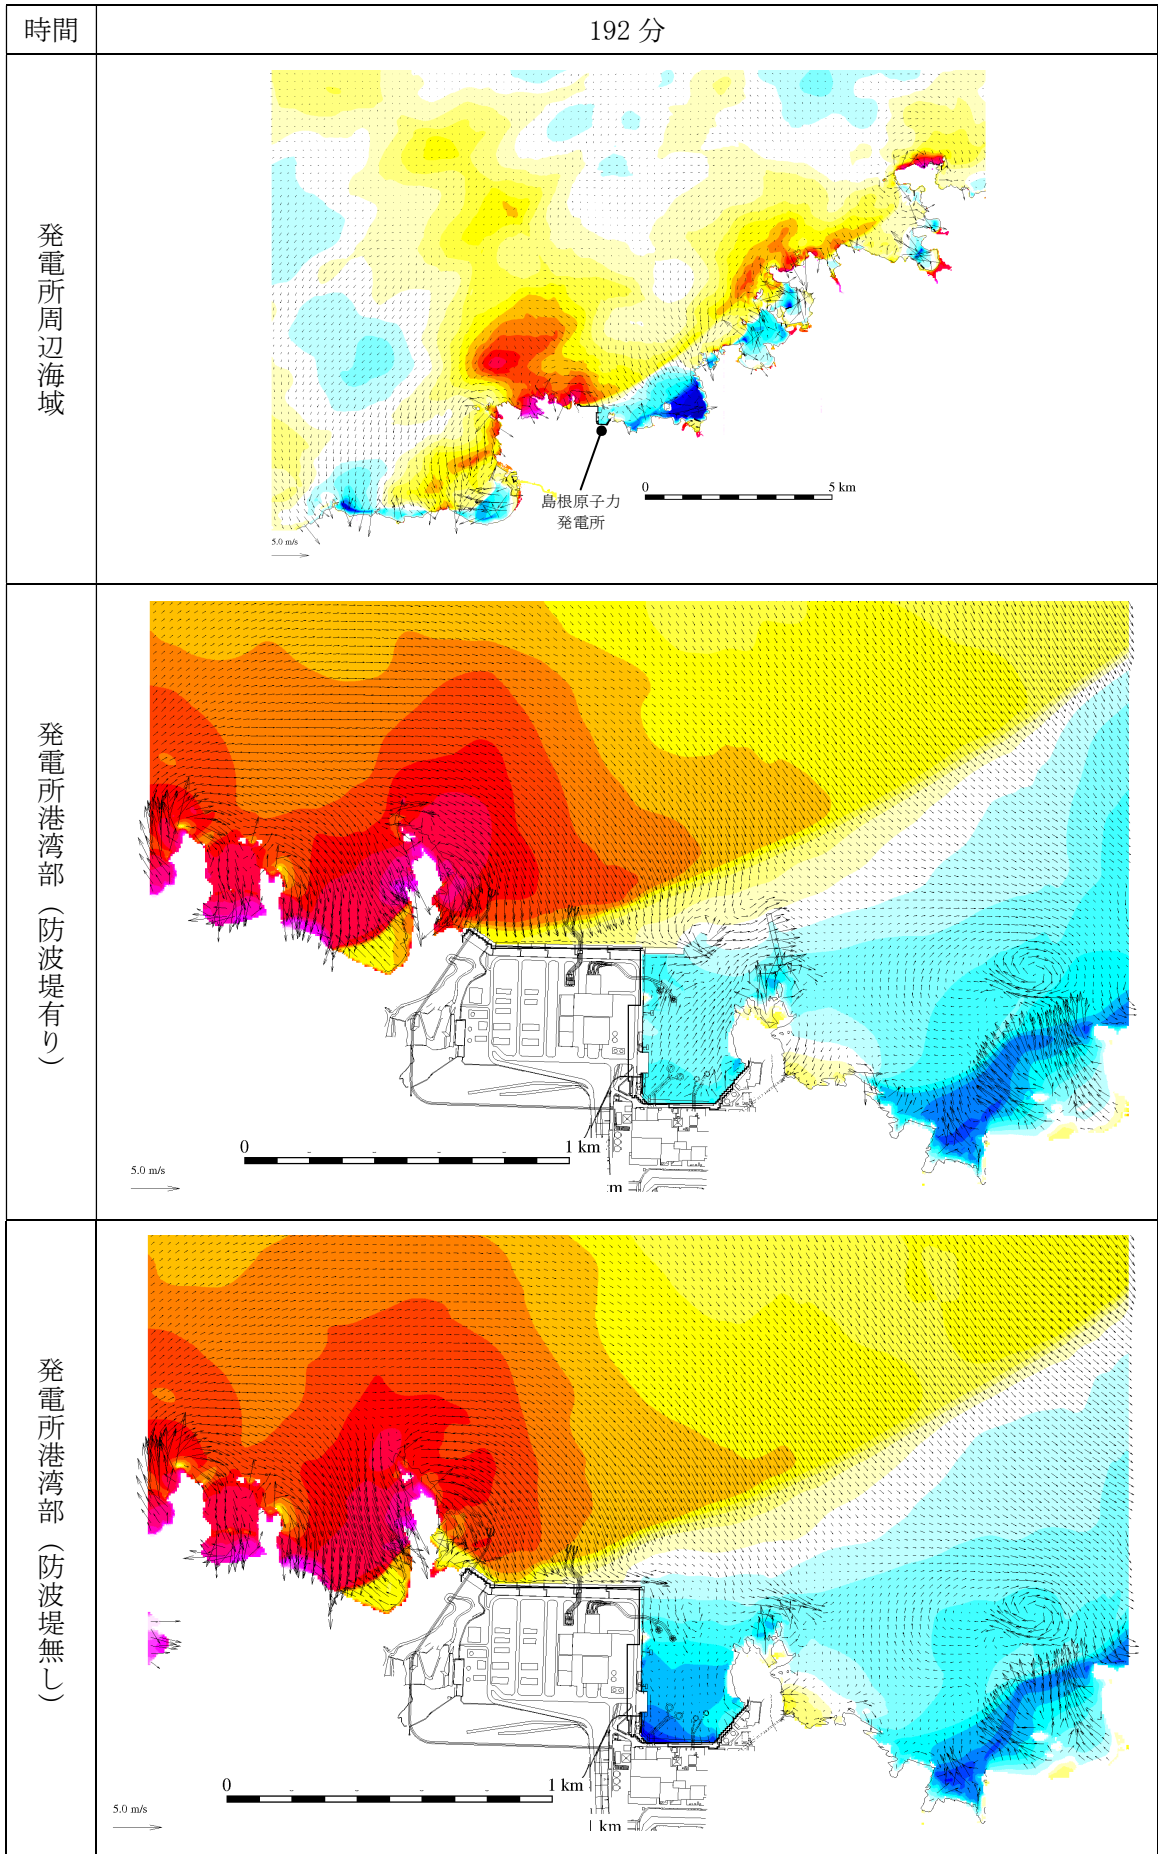 時間
192 分
発電所周辺海域
島根原子力
発電所
0
5 km
5.0 m/s
発電所港湾部（防波堤有り）
0
1 km
5.0 m/s
発電所港湾部（防波堤無し）
0
1 km
5.0 m/s
km